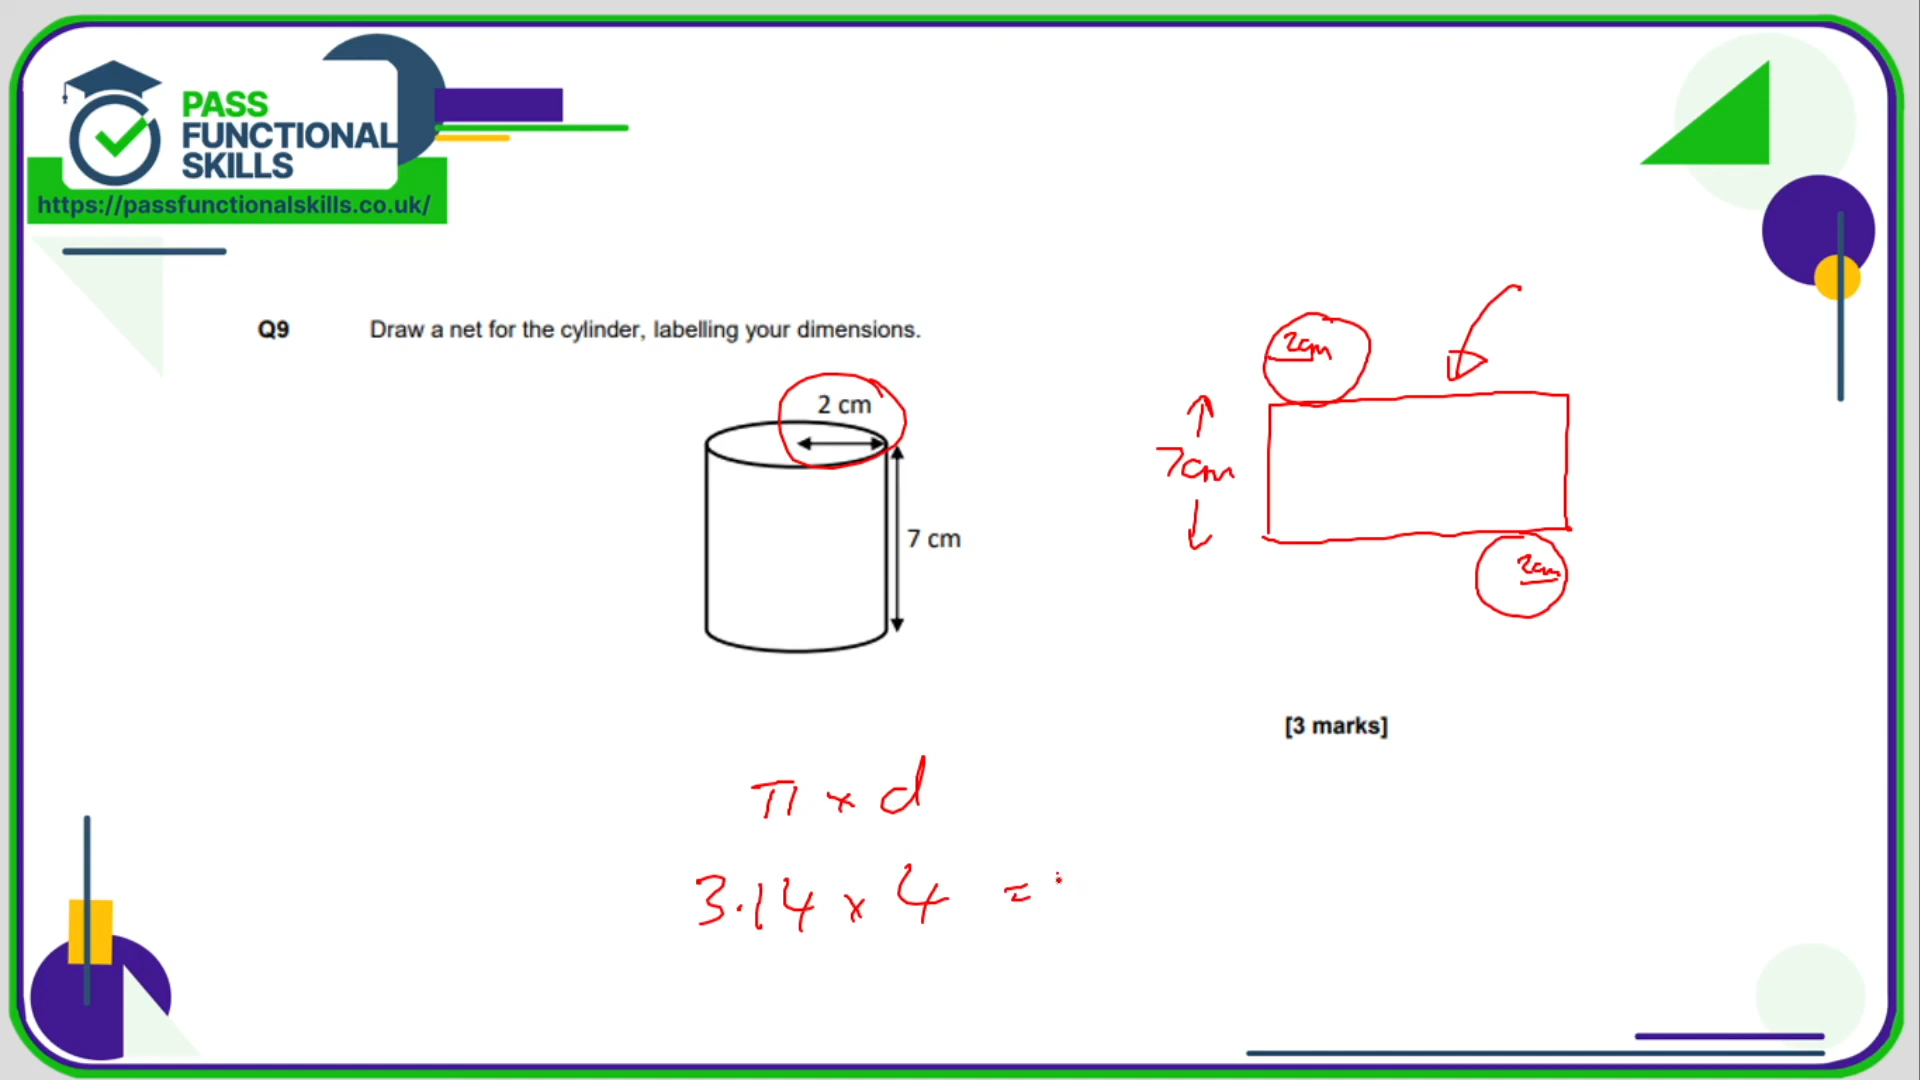 PASS
FUNCTIONAL
SKILLS
https://passfunctionalskills.co.uk/
Q9 Draw a net for the cylinder, labelling your dimensions.
2 cm
7 cm
2cm
7cm
2cm
[3 marks]
π × d
3.14 × 4 =